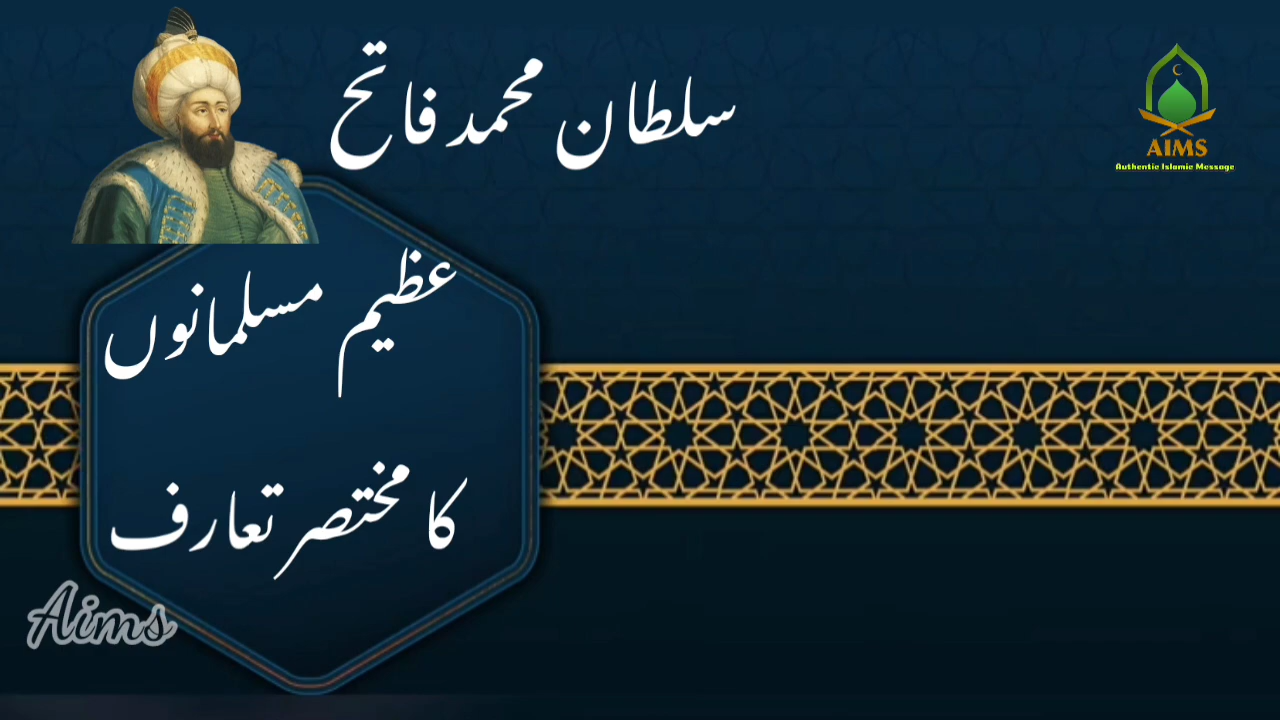 سلطان محمد فاتح
AIMS
Authentic Islamic Message
عظیم مسلمانوں
کا مختصر تعارف
Aims